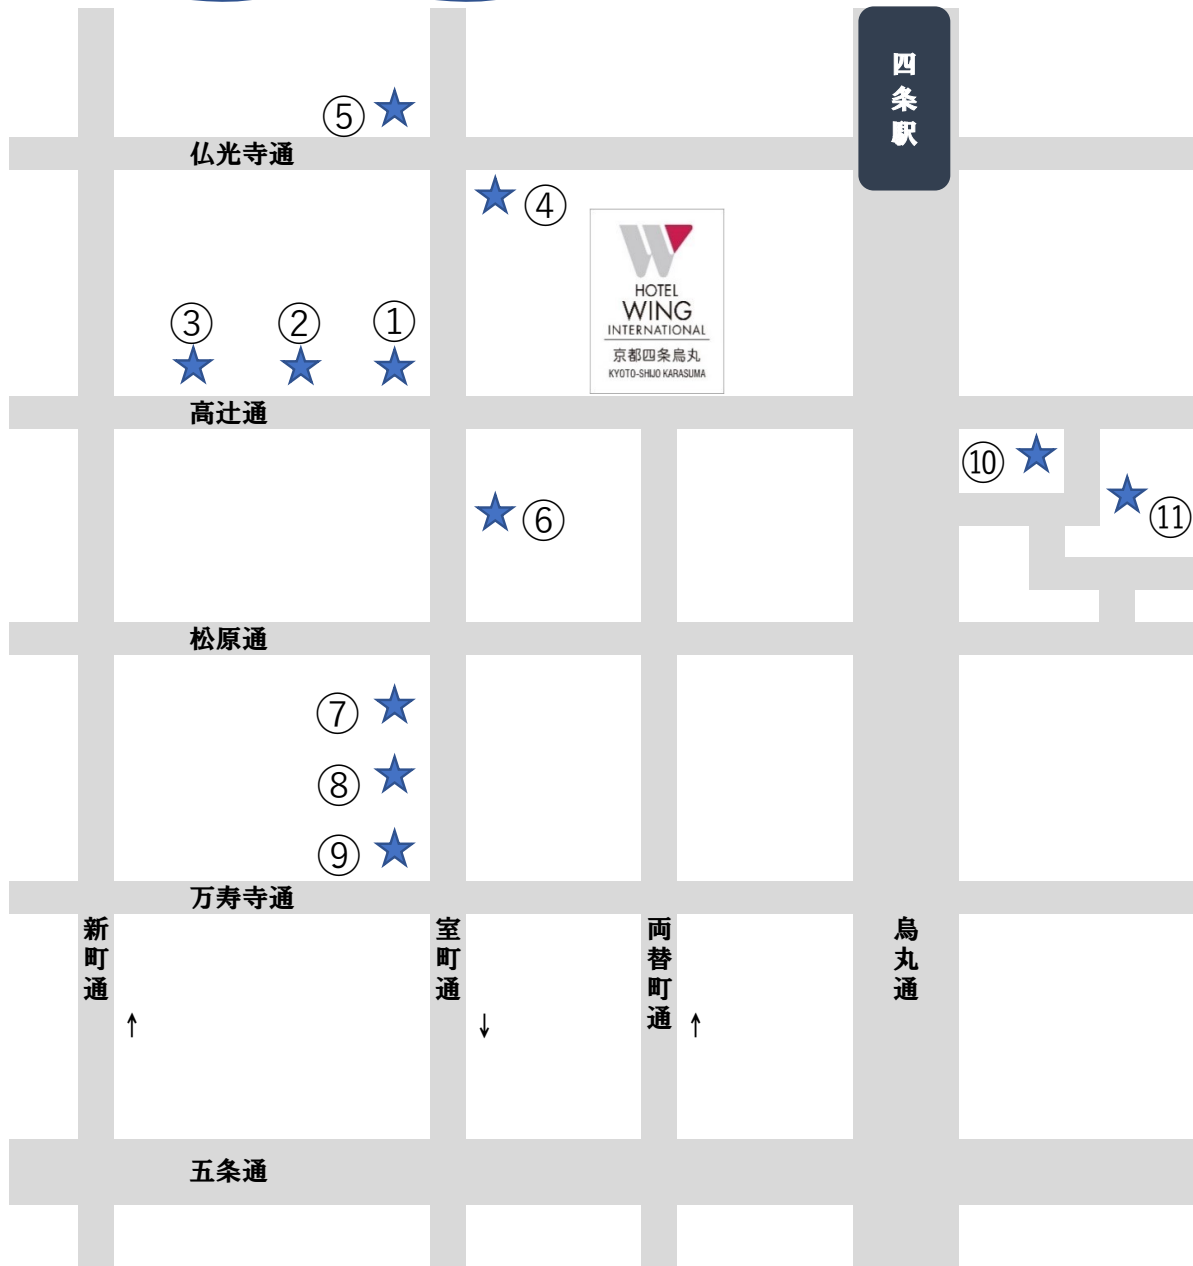 四条駅
⑤
仏光寺通
④
HOTEL
WING
INTERNATIONAL
京都四条烏丸
KYOTO-SHIJO KARASUMA
③
②
①
高辻通
⑩
⑪
⑥
松原通
⑦
⑧
⑨
万寿寺通
新町通
室町通
両替町通
烏丸通
↑
↓
↑
五条通